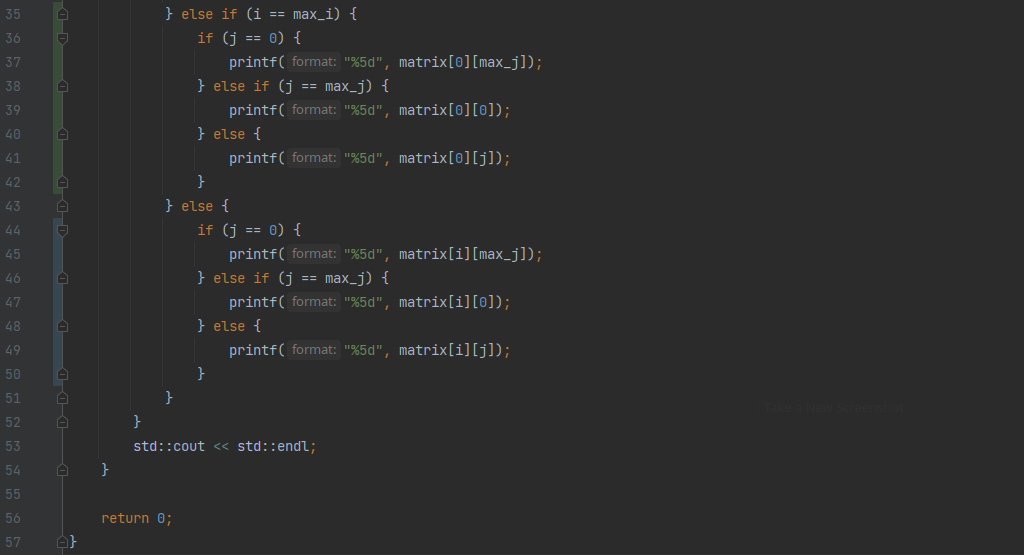 35 } else if (i == max_i) {
36 if (j == 0) {
37 printf( format: "%5d", matrix[0][max_j]);
38 } else if (j == max_j) {
39 printf( format: "%5d", matrix[0][0]);
40 } else {
41 printf( format: "%5d", matrix[0][j]);
42 }
43 } else {
44 if (j == 0) {
45 printf( format: "%5d", matrix[i][max_j]);
46 } else if (j == max_j) {
47 printf( format: "%5d", matrix[i][0]);
48 } else {
49 printf( format: "%5d", matrix[i][j]);
50 }
51 }
52 }
53 std::cout << std::endl;
54 }
55
56 return 0;
57 }